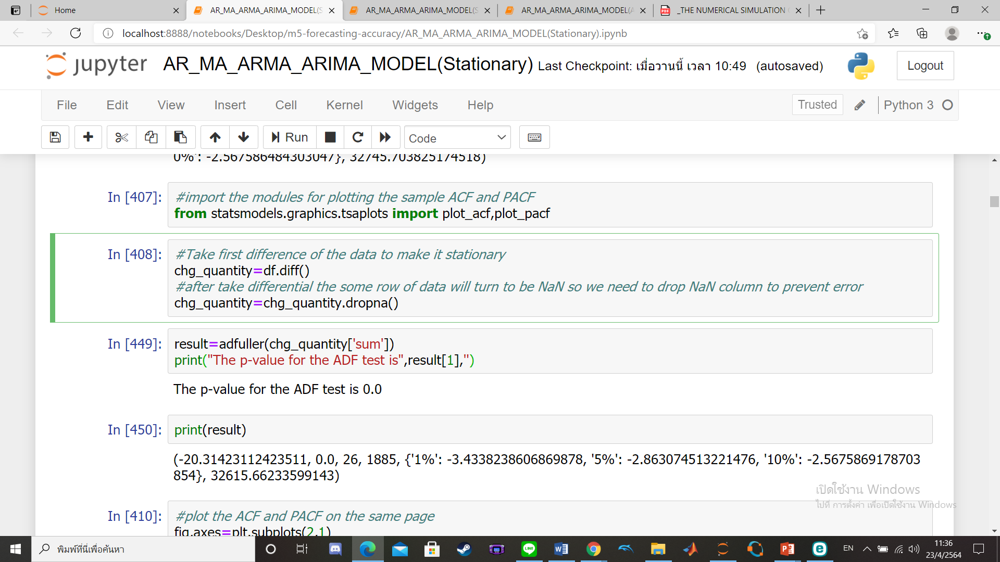 Home
AR_MA_ARMA_ARIMA_MODEL(S
AR_MA_ARMA_ARIMA_MODEL(S
AR_MA_ARMA_ARIMA_MODEL(A
_THE NUMERICAL SIMULATION
localhost:8888/notebooks/Desktop/m5-forecasting-accuracy/AR_MA_ARMA_ARIMA_MODEL(Stationary).ipynb
jupyter AR_MA_ARMA_ARIMA_MODEL(Stationary) Last Checkpoint: เมื่อวานนี้ เวลา 10:49 (autosaved)
Logout
File Edit View Insert Cell Kernel Widgets Help
Trusted Python 3
Run Code
0%': -2.567586484303047}, 32745.703825174518)
In [407]: #import the modules for plotting the sample ACF and PACF
from statsmodels.graphics.tsaplots import plot_acf,plot_pacf
In [408]: #Take first difference of the data to make it stationary
chg_quantity=df.diff()
#after take differential the some row of data will turn to be NaN so we need to drop NaN column to prevent error
chg_quantity=chg_quantity.dropna()
In [449]: result=adfuller(chg_quantity['sum'])
print("The p-value for the ADF test is",result[1],")
The p-value for the ADF test is 0.0
In [450]: print(result)
(-20.31423112423511, 0.0, 26, 1885, {'1%': -3.4338238606869878, '5%': -2.863074513221476, '10%': -2.5675869178703
854}, 32615.66233599143)
เปิดใช้งาน Windows
ไปที่ การตั้งค่า เพื่อเปิดใช้งาน Windows
In [410]: #plot the ACF and PACF on the same page
fig,axes=plt.subplots(2,1)
พิมพ์ที่นี่เพื่อค้นหา
EN
11:36
23/4/2564